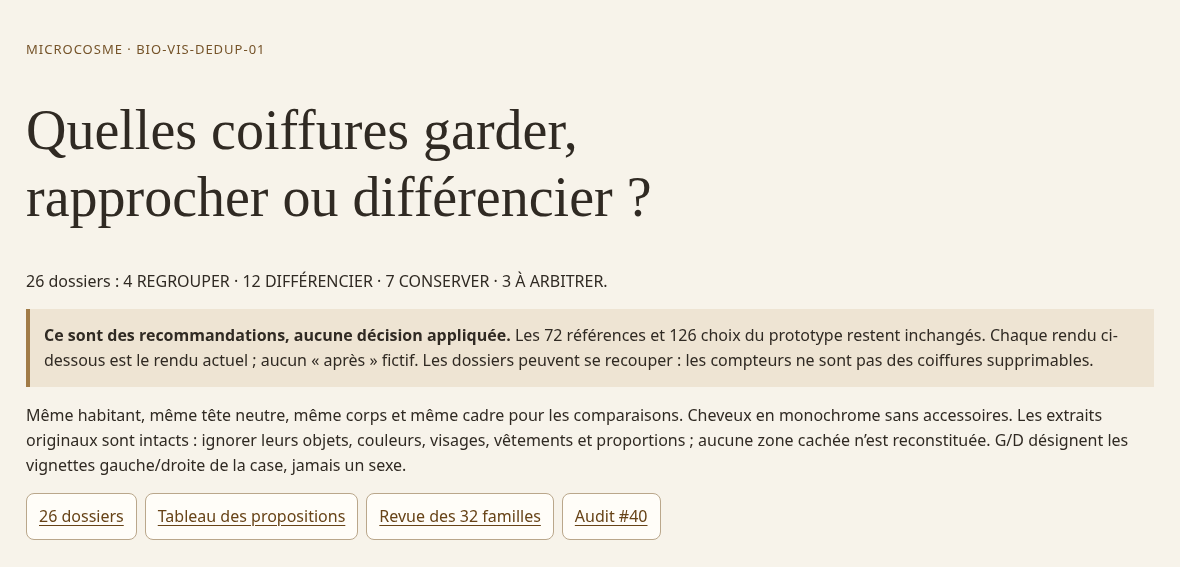 MICROCOSME · BIO-VIS-DEDUP-01
Quelles coiffures garder,
rapprocher ou différencier ?
26 dossiers : 4 REGROUPER · 12 DIFFÉRENCIER · 7 CONSERVER · 3 À ARBITRER.
Ce sont des recommandations, aucune décision appliquée. Les 72 références et 126 choix du prototype restent inchangés. Chaque rendu ci-
dessous est le rendu actuel ; aucun « après » fictif. Les dossiers peuvent se recouper : les compteurs ne sont pas des coiffures supprimables.
Même habitant, même tête neutre, même corps et même cadre pour les comparaisons. Cheveux en monochrome sans accessoires. Les extraits
originaux sont intacts : ignorer leurs objets, couleurs, visages, vêtements et proportions ; aucune zone cachée n’est reconstituée. G/D désignent les
vignettes gauche/droite de la case, jamais un sexe.
26 dossiers
Tableau des propositions
Revue des 32 familles
Audit #40